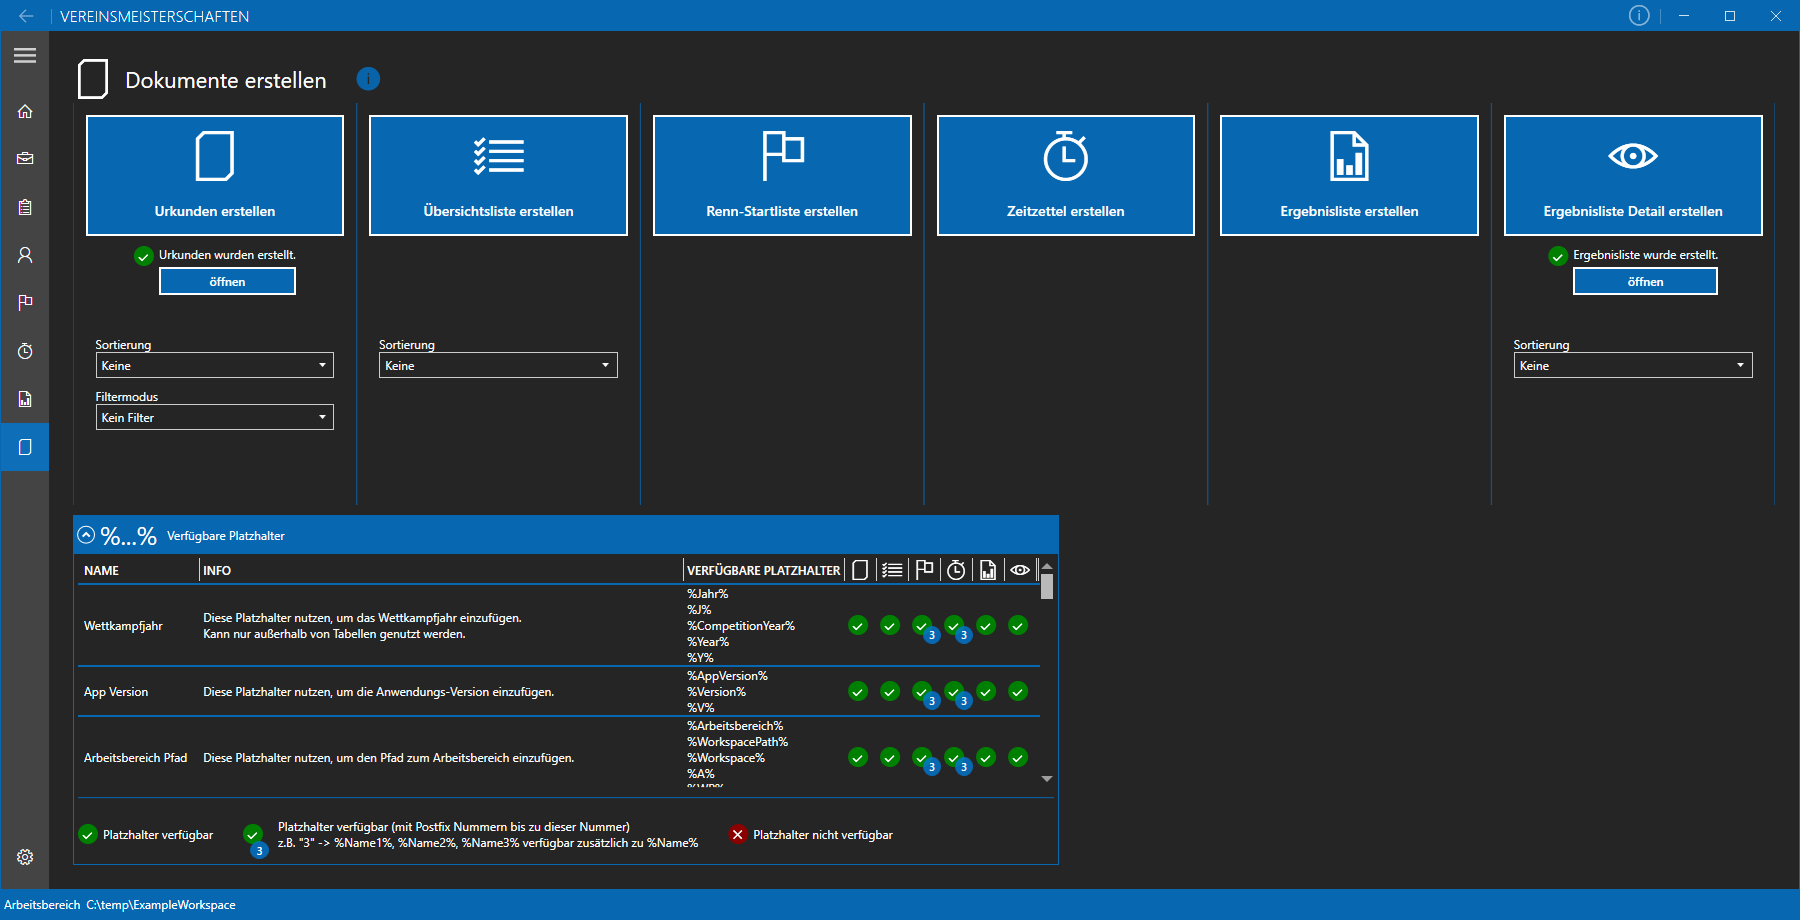 VEREINSMEISTERSCHAFTEN
Dokumente erstellen
Urkunden erstellen
Übersichtsliste erstellen
Renn-Startliste erstellen
Zeitzettel erstellen
Ergebnisliste erstellen
Ergebnisliste Detail erstellen
Urkunden wurden erstellt.
öffnen
Ergebnisliste wurde erstellt.
öffnen
Sortierung
Keine
Filtermodus
Kein Filter
Sortierung
Keine
Sortierung
Keine
%...% Verfügbare Platzhalter
NAME INFO VERFÜGBARE PLATZHALTER
Wettkampfjahr
Diese Platzhalter nutzen, um das Wettkampfjahr einzufügen.
Kann nur außerhalb von Tabellen genutzt werden.
%Jahr%
%J%
%CompetitionYear%
%Year%
%Y%
3 3
App Version
Diese Platzhalter nutzen, um die Anwendungs-Version einzufügen.
%AppVersion%
%Version%
%V%
3 3
Arbeitsbereich Pfad
Diese Platzhalter nutzen, um den Pfad zum Arbeitsbereich einzufügen.
%Arbeitsbereich%
%WorkspacePath%
%Workspace%
%A%
3 3
Platzhalter verfügbar
3
Platzhalter verfügbar (mit Postfix Nummern bis zu dieser Nummer)
z.B. "3" -> %Name1%, %Name2%, %Name3% verfügbar zusätzlich zu %Name%
Platzhalter nicht verfügbar
Arbeitsbereich C:\temp\ExampleWorkspace